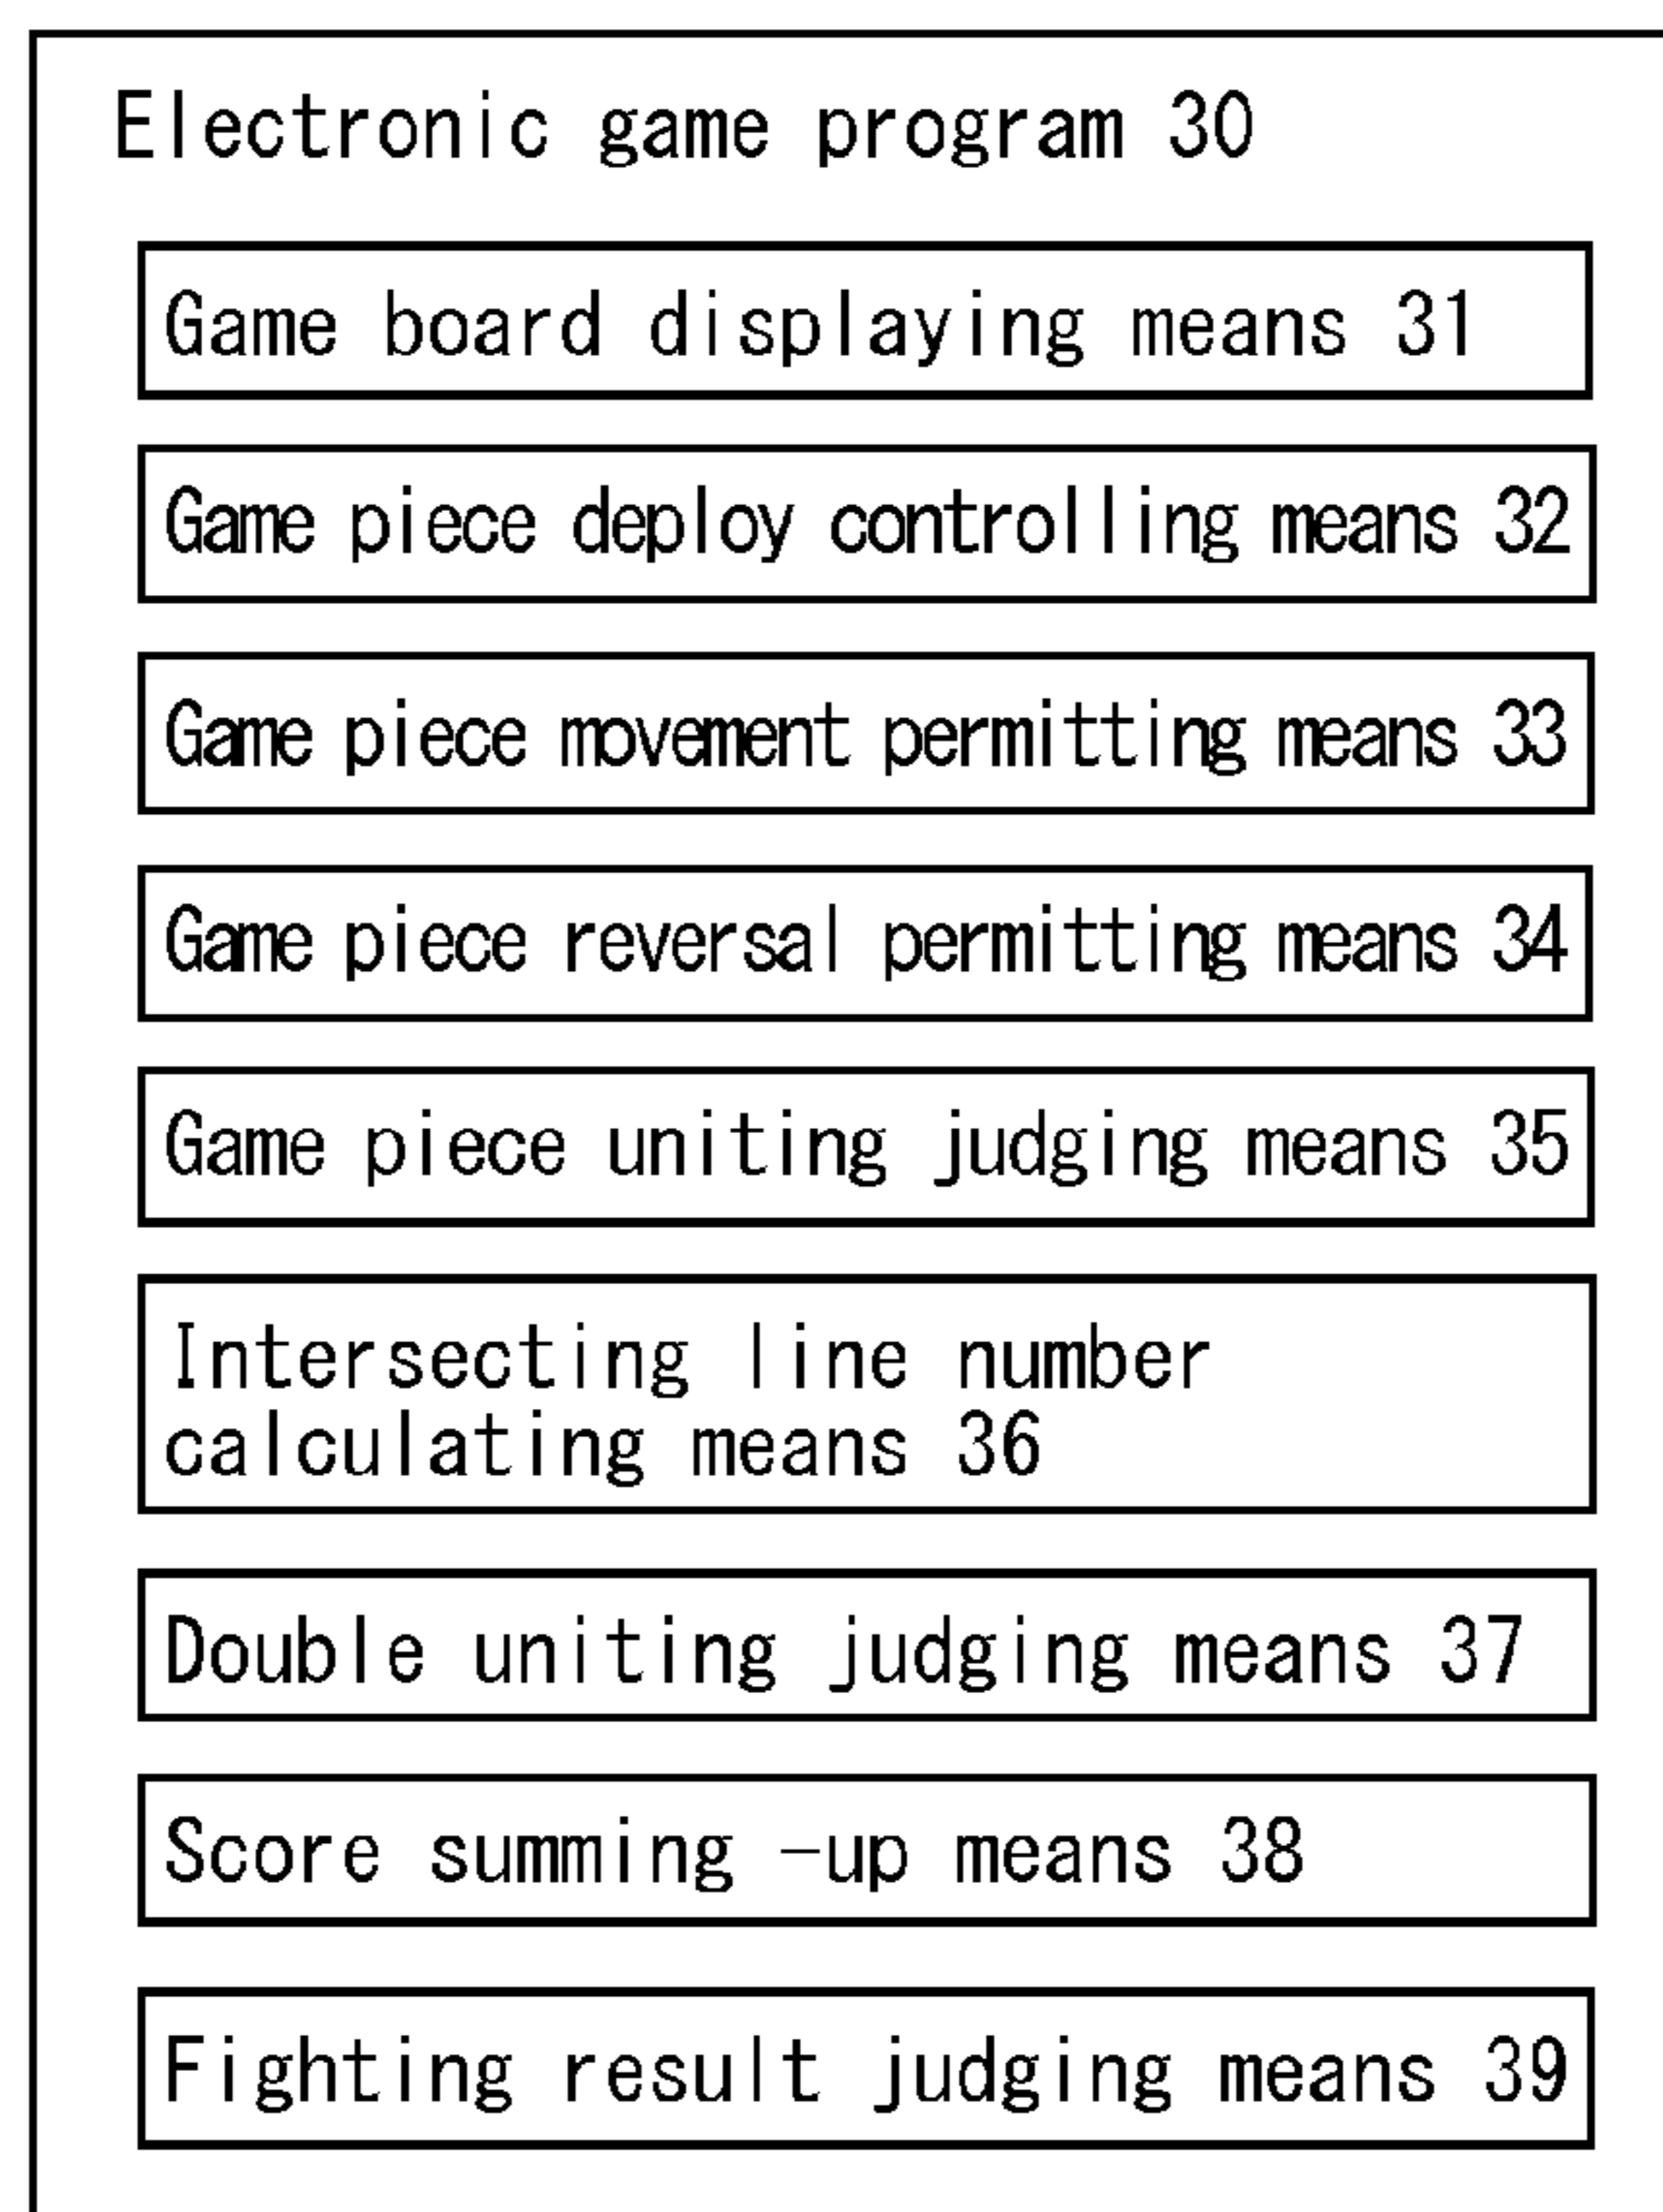 Electronic game program 30
Game board displaying means 31
Game piece deploy controlling means 32
Game piece movement permitting means 33
Game piece reversal permitting means 34
Game piece uniting judging means 35
Intersecting line number
calculating means 36
Double uniting judging means 37
Score summing -up means 38
Fighting result judging means 39